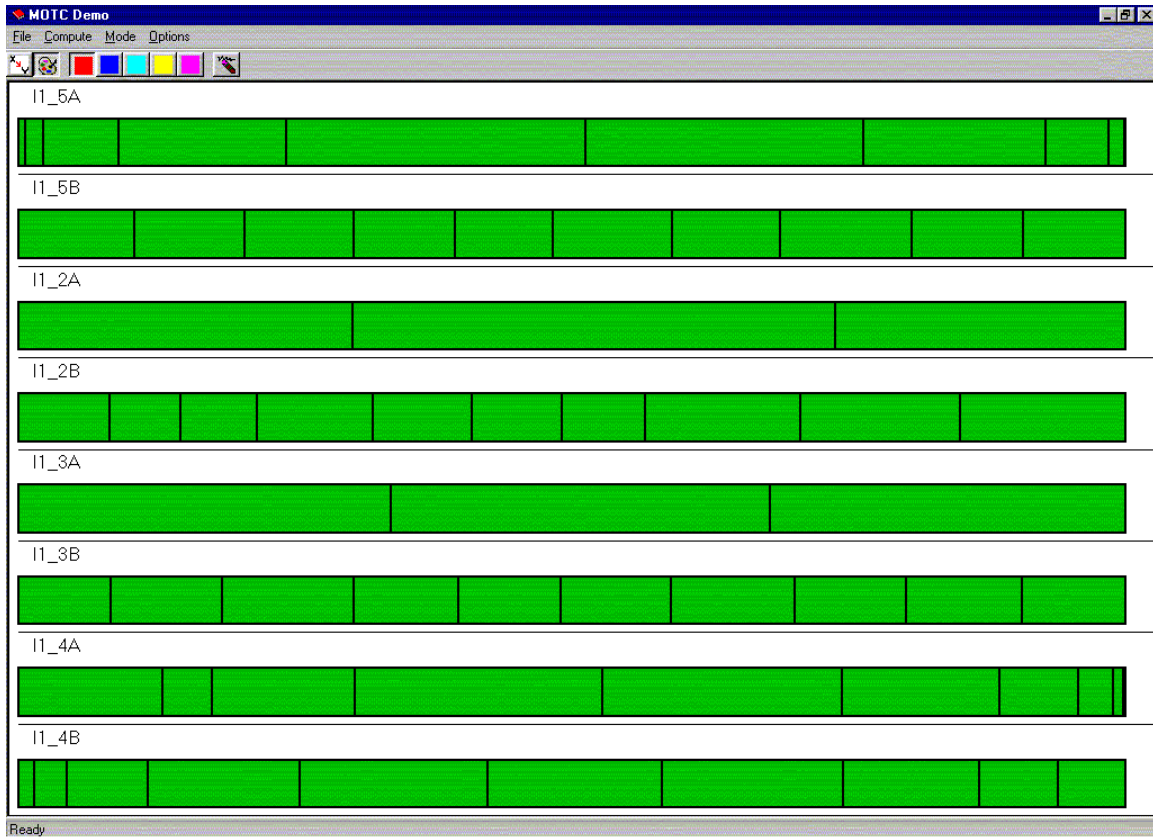 MOTC Demo
File Compute Mode Options
I1_5A
I1_5B
I1_2A
I1_2B
I1_3A
I1_3B
I1_4A
I1_4B
Ready